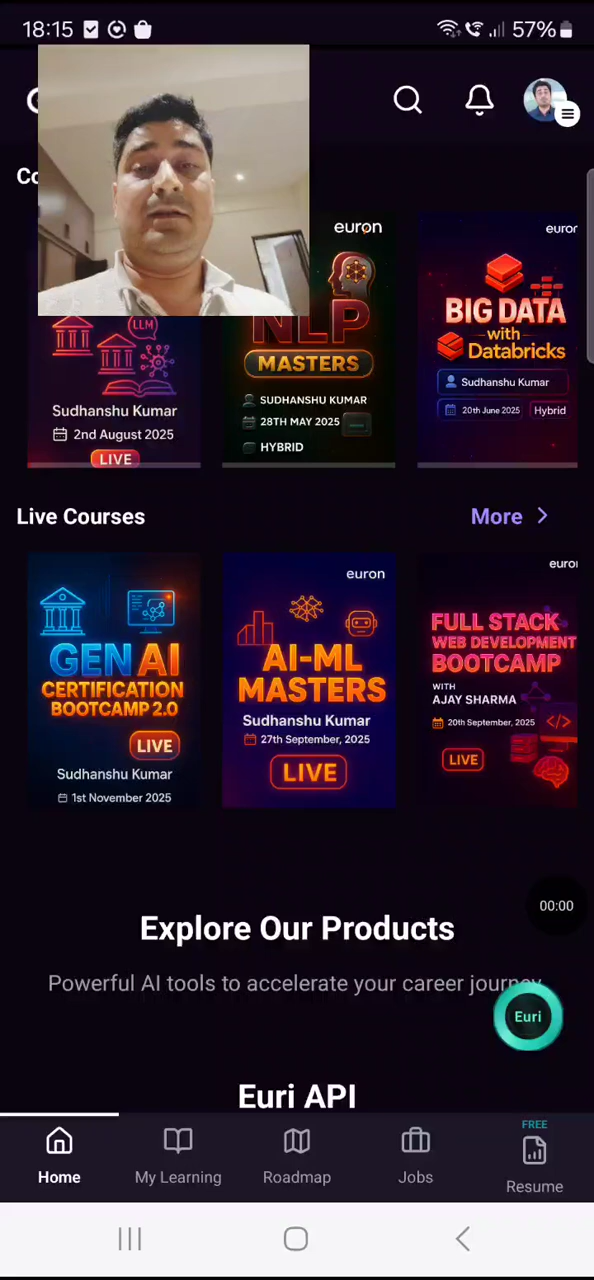 18:15
57%
Co
euron
euron
LLM
NLP
BIG DATA
with
MASTERS
Databricks
Sudhanshu Kumar
SUDHANSHU KUMAR
Sudhanshu Kumar
2nd August 2025
28TH MAY 2025
20th June 2025
Hybrid
LIVE
HYBRID
Live Courses
More
GEN AI
CERTIFICATION
BOOTCAMP 2.0
LIVE
Sudhanshu Kumar
1st November 2025
euron
AI-ML
MASTERS
Sudhanshu Kumar
27th September, 2025
LIVE
euron
FULL STACK
WEB DEVELOPMENT
BOOTCAMP
WITH
AJAY SHARMA
20th September, 2025
LIVE
00:00
Explore Our Products
Powerful AI tools to accelerate your career journey
Euri
Euri API
Home
My Learning
Roadmap
Jobs
FREE
Resume